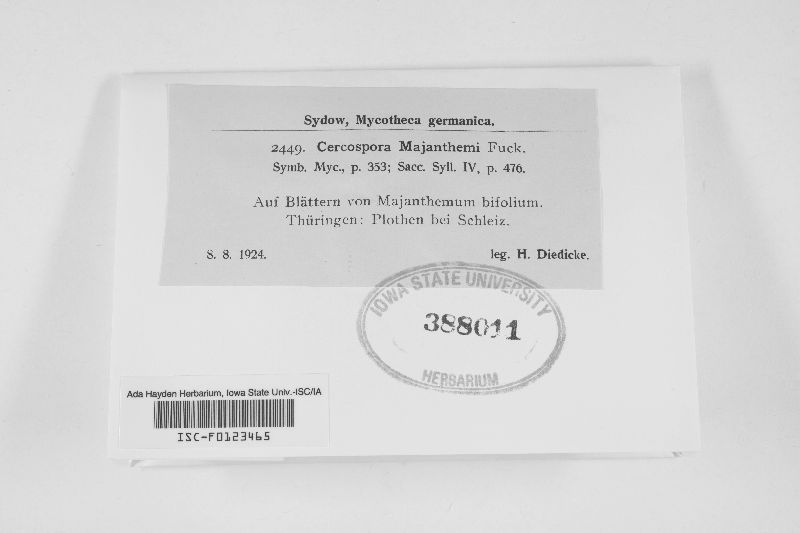 Sydow, Mycotheca germanica.
2449. Cercospora Majanthemi Fuck.
Symb. Myc., p. 353; Sacc. Syll. IV, p. 476.
Auf Blättern von Majanthemum bifolium.
Thüringen: Plothen bei Schleiz.
8. 8. 1924. leg. H. Diedicke.
IOWA STATE UNIVERSITY
388011
HERBARIUM
Ada Hayden Herbarium, Iowa State Univ.-ISC/IA
ISC-F0123465